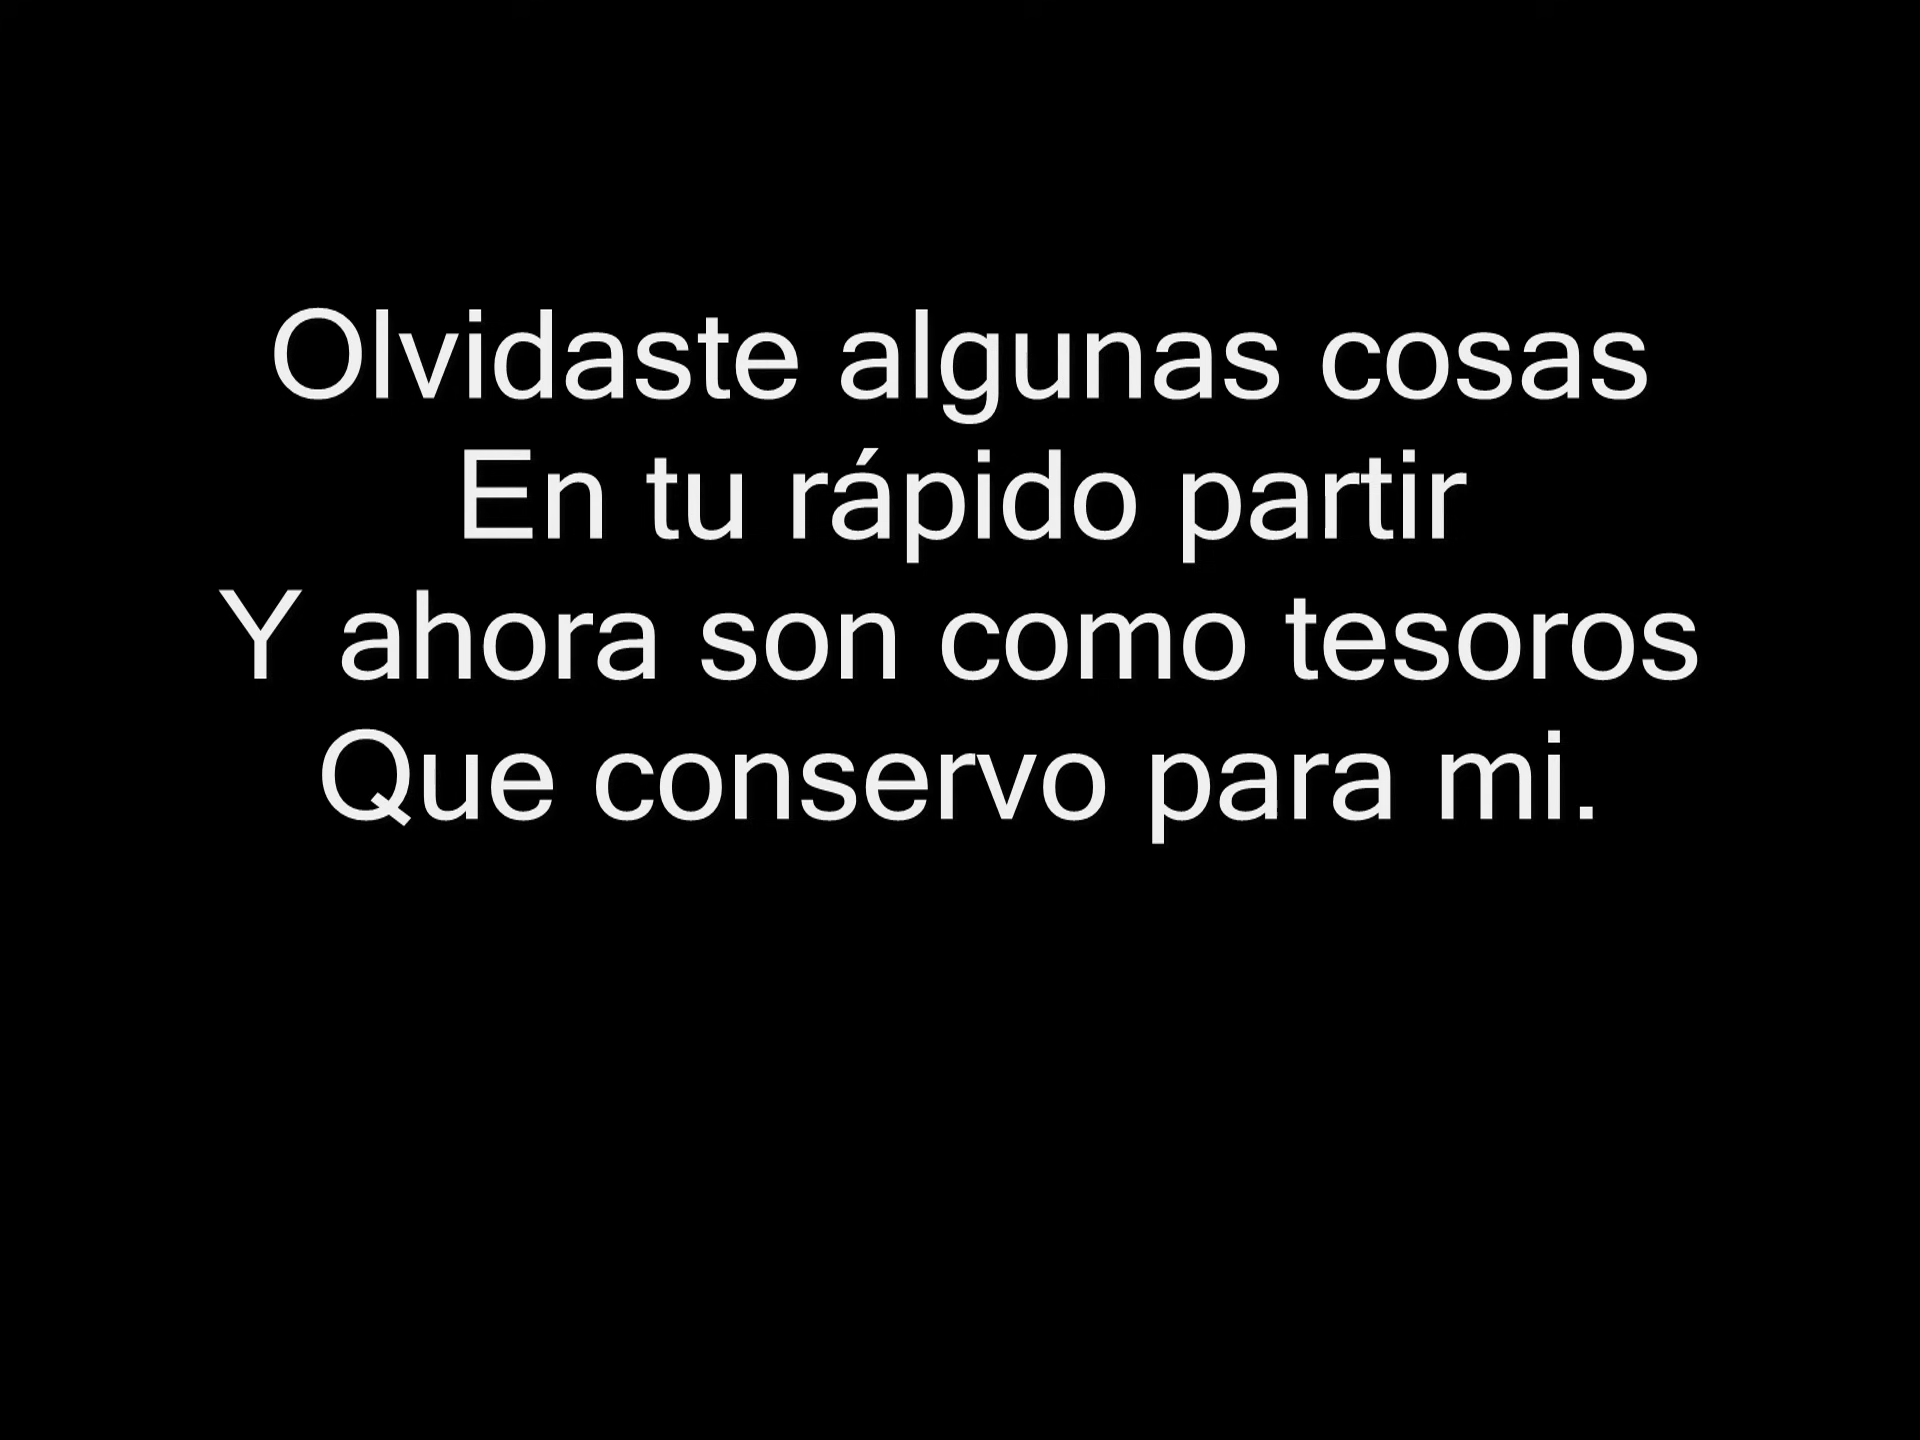 Olvidaste algunas cosas
En tu rápido partir
Y ahora son como tesoros
Que conservo para mi.